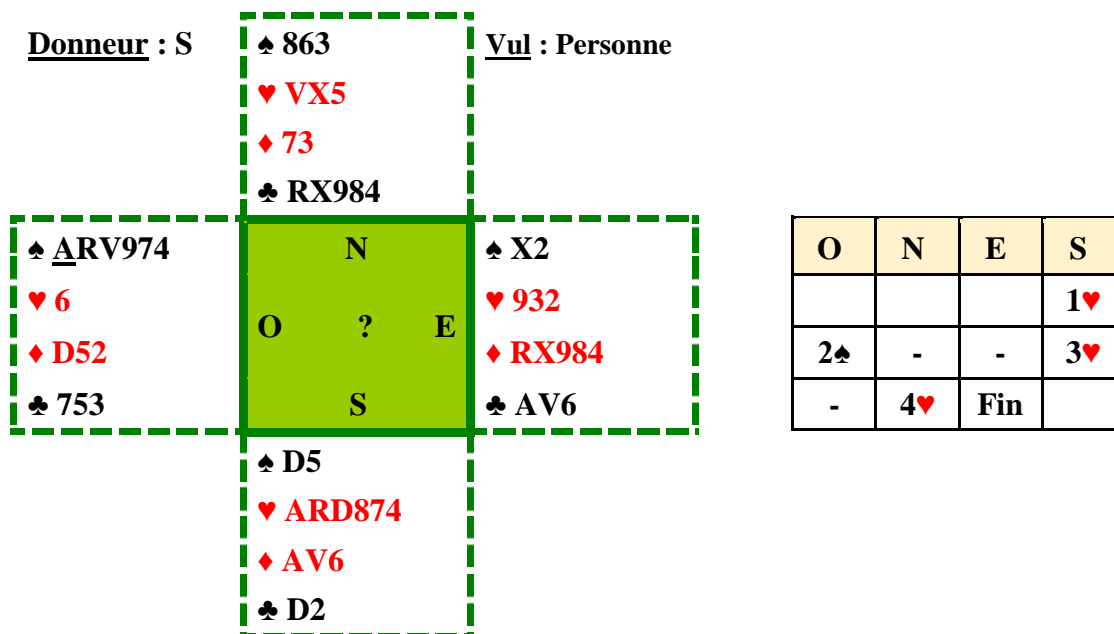 Donneur : S
♠ 863
Vul : Personne
♥ VX5
♦ 73
♣ RX984
♠ ARV974
N
♠ X2
♥ 6
♥ 932
O ? E
♦ D52
♦ RX984
♣ 753
S
♣ AV6
♠ D5
♥ ARD874
♦ AV6
♣ D2
O N E S
1♥
2♠ - - 3♥
- 4♥ Fin